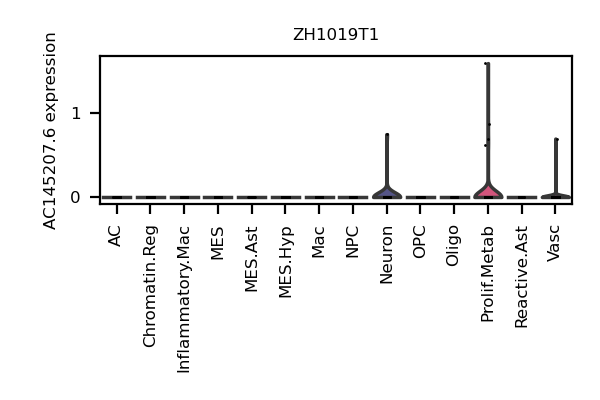 ZH1019T1
AC145207.6 expression
1
0
AC
Chromatin.Reg
Inflammatory.Mac
MES
MES.Ast
MES.Hyp
Mac
NPC
Neuron
OPC
Oligo
Prolif.Metab
Reactive.Ast
Vasc